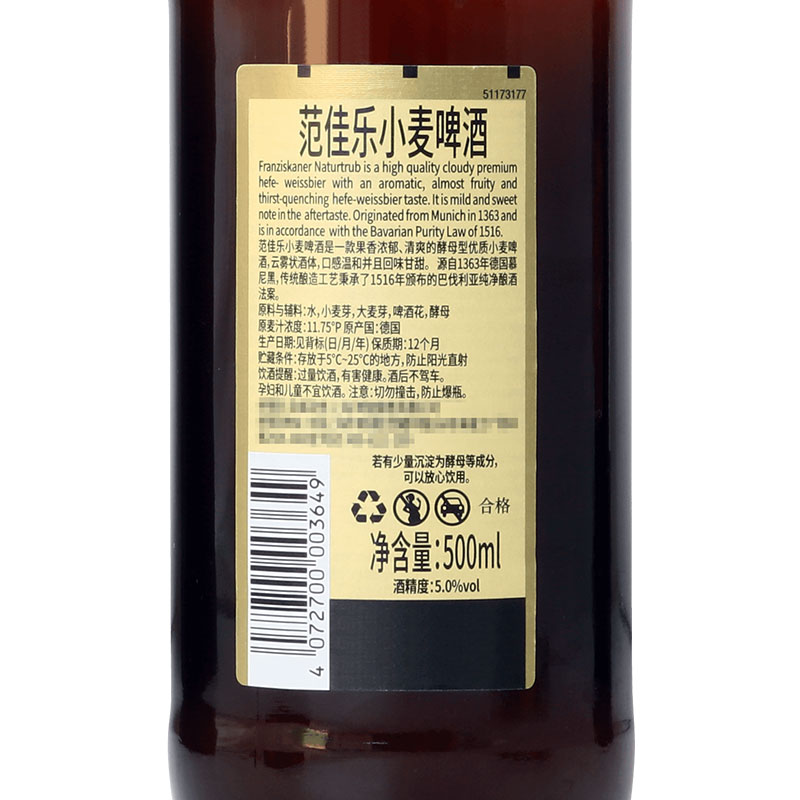 51173177
范佳乐小麦啤酒
Franziskaner Naturtrub is a high quality cloudy premium
hefe- weissbier with an aromatic, almost fruity and
thirst-quenching hefe-weissbier taste. It is mild and sweet
note in the aftertaste. Originated from Munich in 1363 and
is in accordance with the Bavarian Purity Law of 1516.
范佳乐小麦啤酒是一款果香浓郁、清爽的酵母型优质小麦啤
酒,云雾状酒体,口感温和并且回味甘甜。源自1363年德国慕
尼黑,传统酿造工艺秉承了1516年颁布的巴伐利亚纯净酿酒
法案。
原料与辅料:水,小麦芽,大麦芽,啤酒花,酵母
原麦汁浓度:11.75°P 原产国:德国
生产日期:见背标(日/月/年) 保质期:12个月
贮藏条件:存放于5°C~25°C的地方,防止阳光直射
饮酒提醒:过量饮酒,有害健康。酒后不驾车。
孕妇和儿童不宜饮酒。注意:切勿撞击,防止爆瓶。
若有少量沉淀为酵母等成分,
可以放心饮用。
合格
净含量:500ml
酒精度:5.0%vol
4 072700 003649